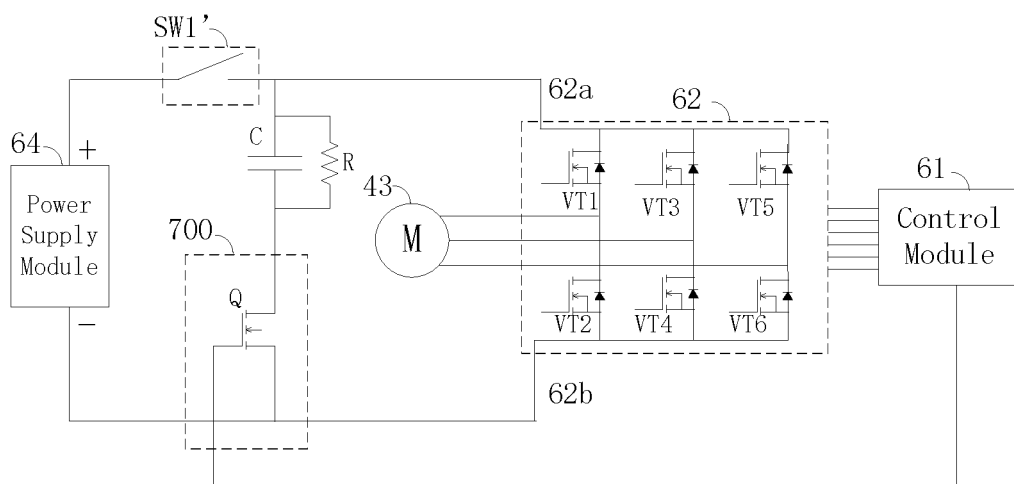 SW1'
62a
62
64
+
C
R
61
Power
Supply
Module
43
VT1
VT3
VT5
Control
Module
M
700
−
Q
VT2
VT4
VT6
62b